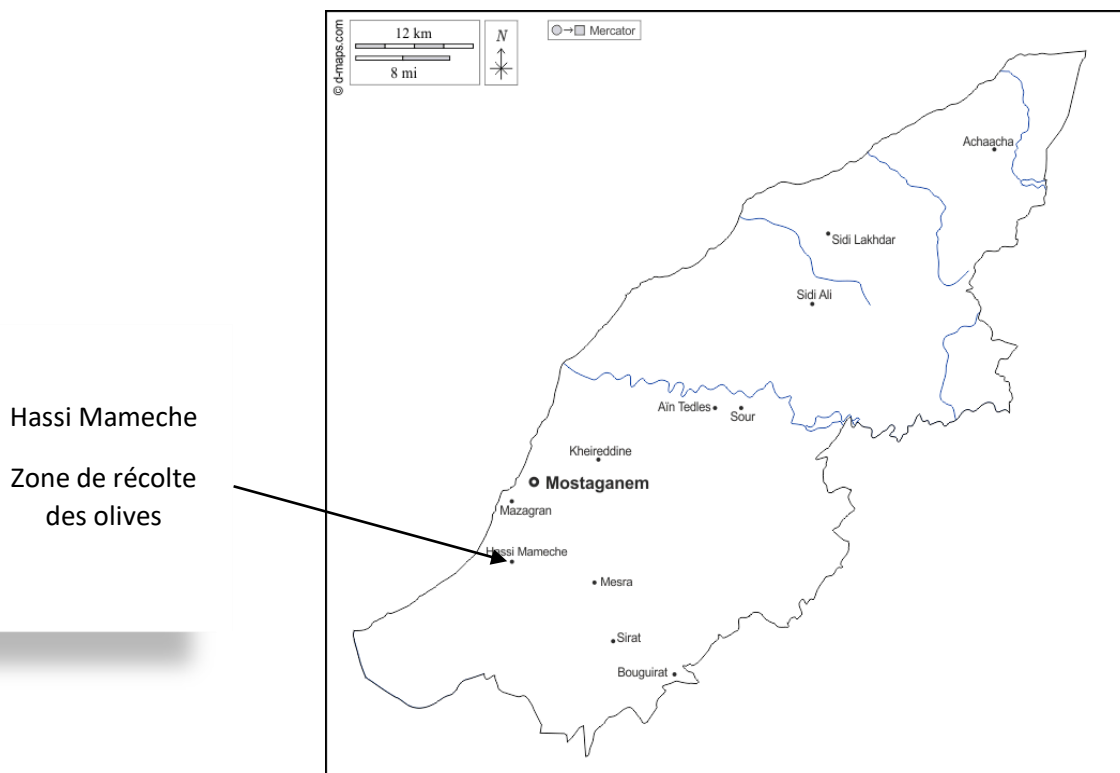 © d-maps.com
12 km
8 mi
N
Mercator
Achaacha
Sidi Lakhdar
Sidi Ali
Aïn Tedles
Sour
Kheireddine
Mostaganem
Mazagran
Hassi Mameche
Mesra
Sirat
Bouguirat
Hassi Mameche
Zone de récolte
des olives